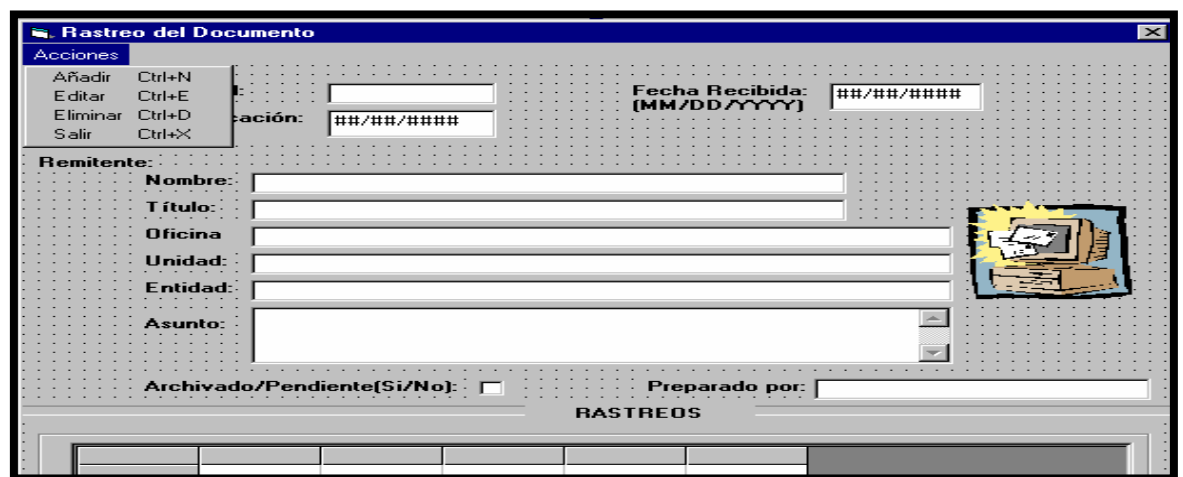 Rastreo del Documento
Acciones
Añadir Ctrl+N
Editar Ctrl+E
Eliminar Ctrl+D
Salir Ctrl+X
Fecha Recibida: ##/##/####
(MM/DD/YYYY)
##/##/####
Remitente:
Nombre:
Título:
Oficina
Unidad:
Entidad:
Asunto:
Archivado/Pendiente(Si/No):
Preparado por:
RASTREOS